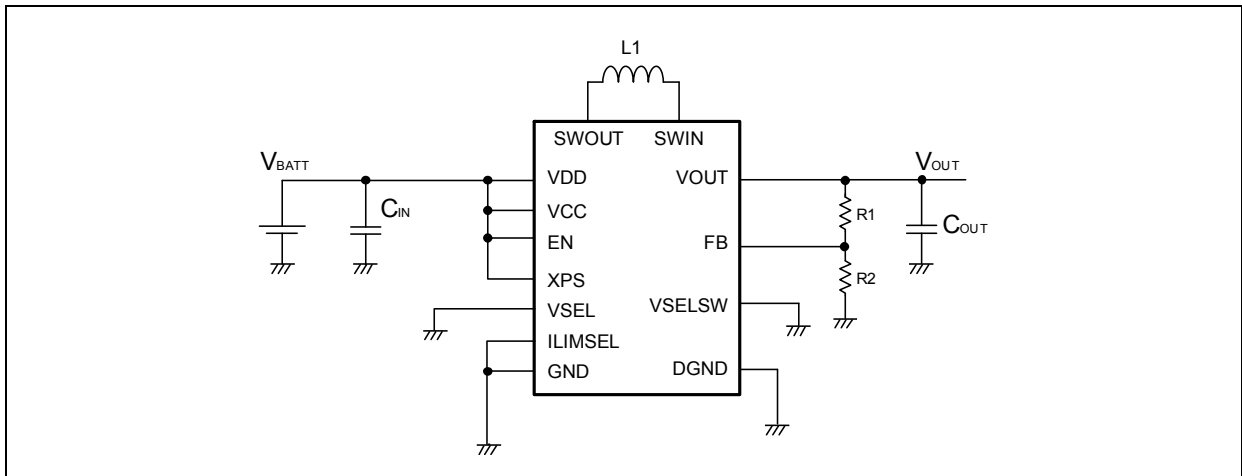 L1
SWOUT SWIN
VBATT
VDD
VOUT
VOUT
CIN
VCC
R1
COUT
EN
FB
XPS
R2
VSEL
VSELSW
ILIMSEL
GND
DGND